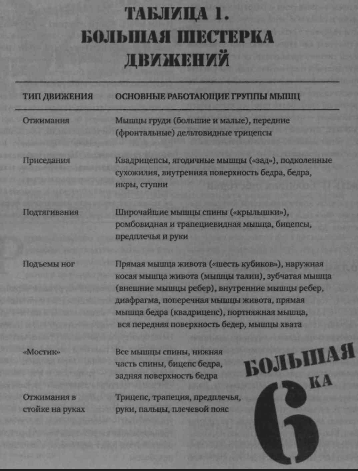 ТАБЛИЦА 1.
БОЛЬШАЯ ШЕСТЕРКА
ДВИЖЕНИЙ
ТИП ДВИЖЕНИЯ ОСНОВНЫЕ РАБОТАЮЩИЕ ГРУППЫ МЫШЦ
Отжимания Мышцы груди (большие и малые), передние
(фронтальные) дельтовидные трицепсы
Приседания Квадрицепсы, ягодичные мышцы («зад»), подколенные
сухожилия, внутренняя поверхность бедра, бедра,
икры, ступни
Подтягивания Широчайшие мышцы спины («крылышки»),
ромбовидная и трапециевидная мышцы, бицепсы,
предплечья и руки
Подъемы ног Прямая мышца живота («шесть кубиков»), наружная
косая мышца живота (мышцы талии), зубчатая мышца
(внешние мышцы ребер), внутренние мышцы ребер,
диафрагма, поперечная мышцы живота, прямая
мышца бедра (квадрицепс), портняжная мышца,
вся передняя поверхность бедер, мышцы хвата
«Мостик» Все мышцы спины, нижняя
часть спины, бицепс бедра,
задняя поверхность бедра
Отжимания в Трицепс, трапеция, предплечья,
стойке на руках руки, пальцы, плечевой пояс
БОЛЬШАЯ
6 КА